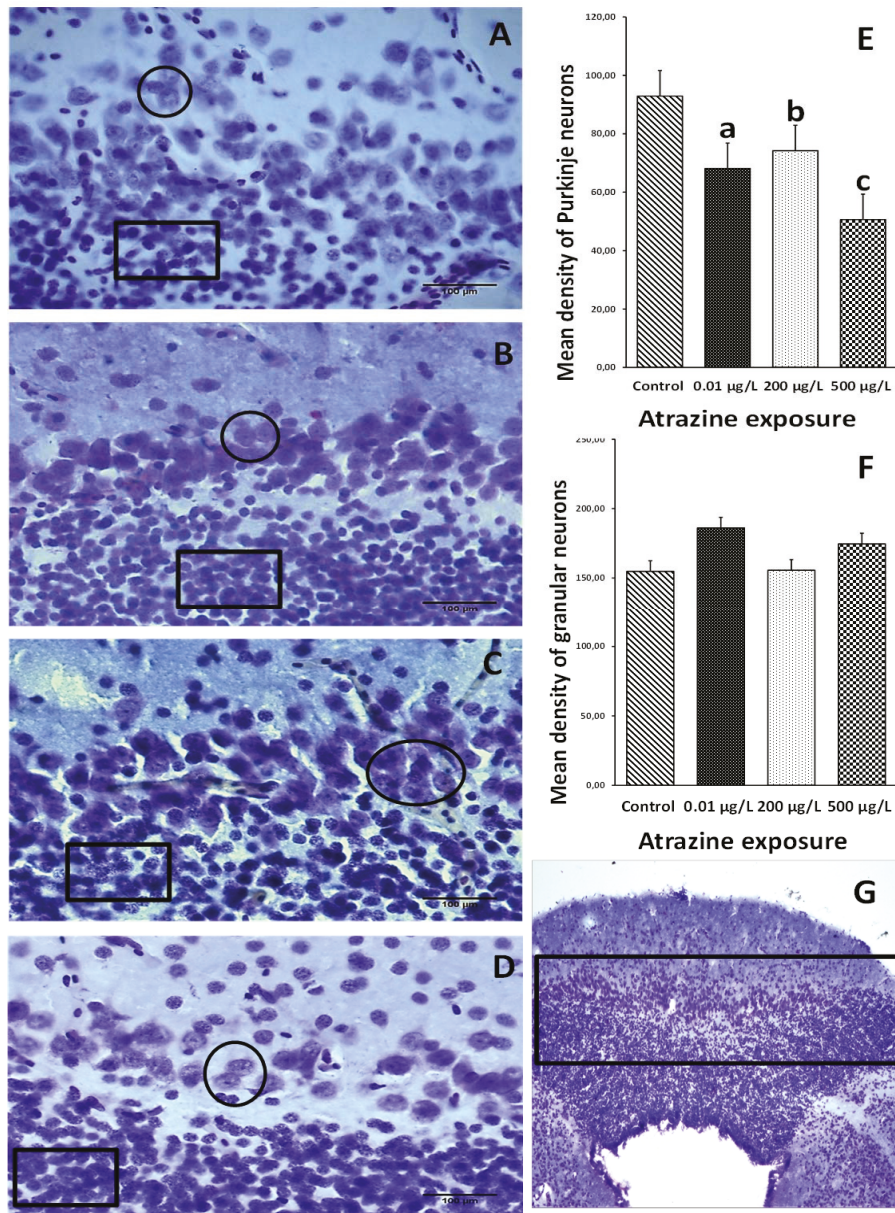 A
100 µm
B
100 µm
C
100 µm
D
100 µm
E
Mean density of Purkinje neurons
120,00
100,00
80,00
60,00
40,00
20,00
0,00
a
b
c
Control 0.01 µg/L 200 µg/L 500 µg/L
Atrazine exposure
F
Mean density of granular neurons
250,00
200,00
150,00
100,00
50,00
0,00
Control 0.01 µg/L 200 µg/L 500 µg/L
Atrazine exposure
G